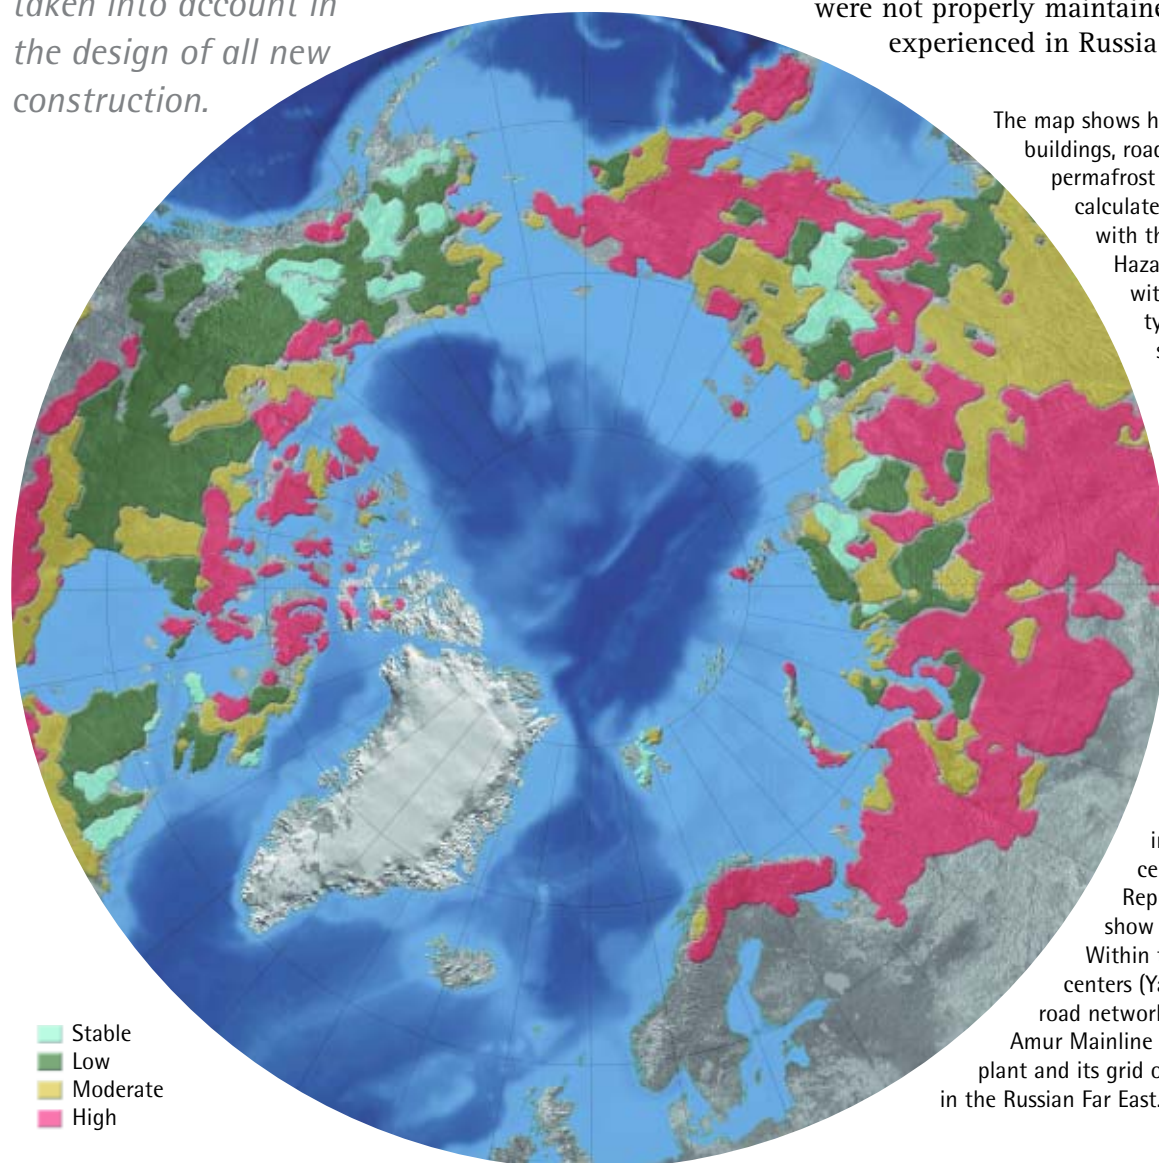 taken into account in
the design of all new
construction.
were not properly maintaine
experienced in Russia
The map shows h
buildings, road
permafrost
calculate
with th
Haza
wit
ty
s
in
ce
Rep
show
Within
centers (Ya
road network
Amur Mainline
plant and its grid o
in the Russian Far East.
Stable
Low
Moderate
High